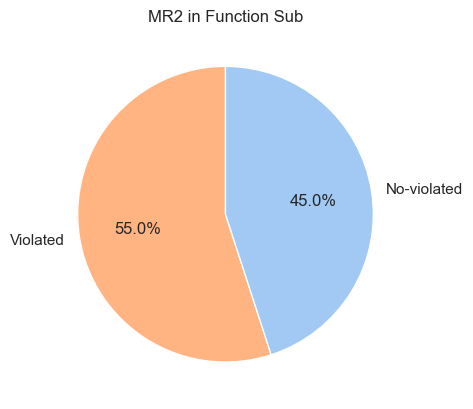 MR2 in Function Sub
No-violated
45.0%
55.0%
Violated